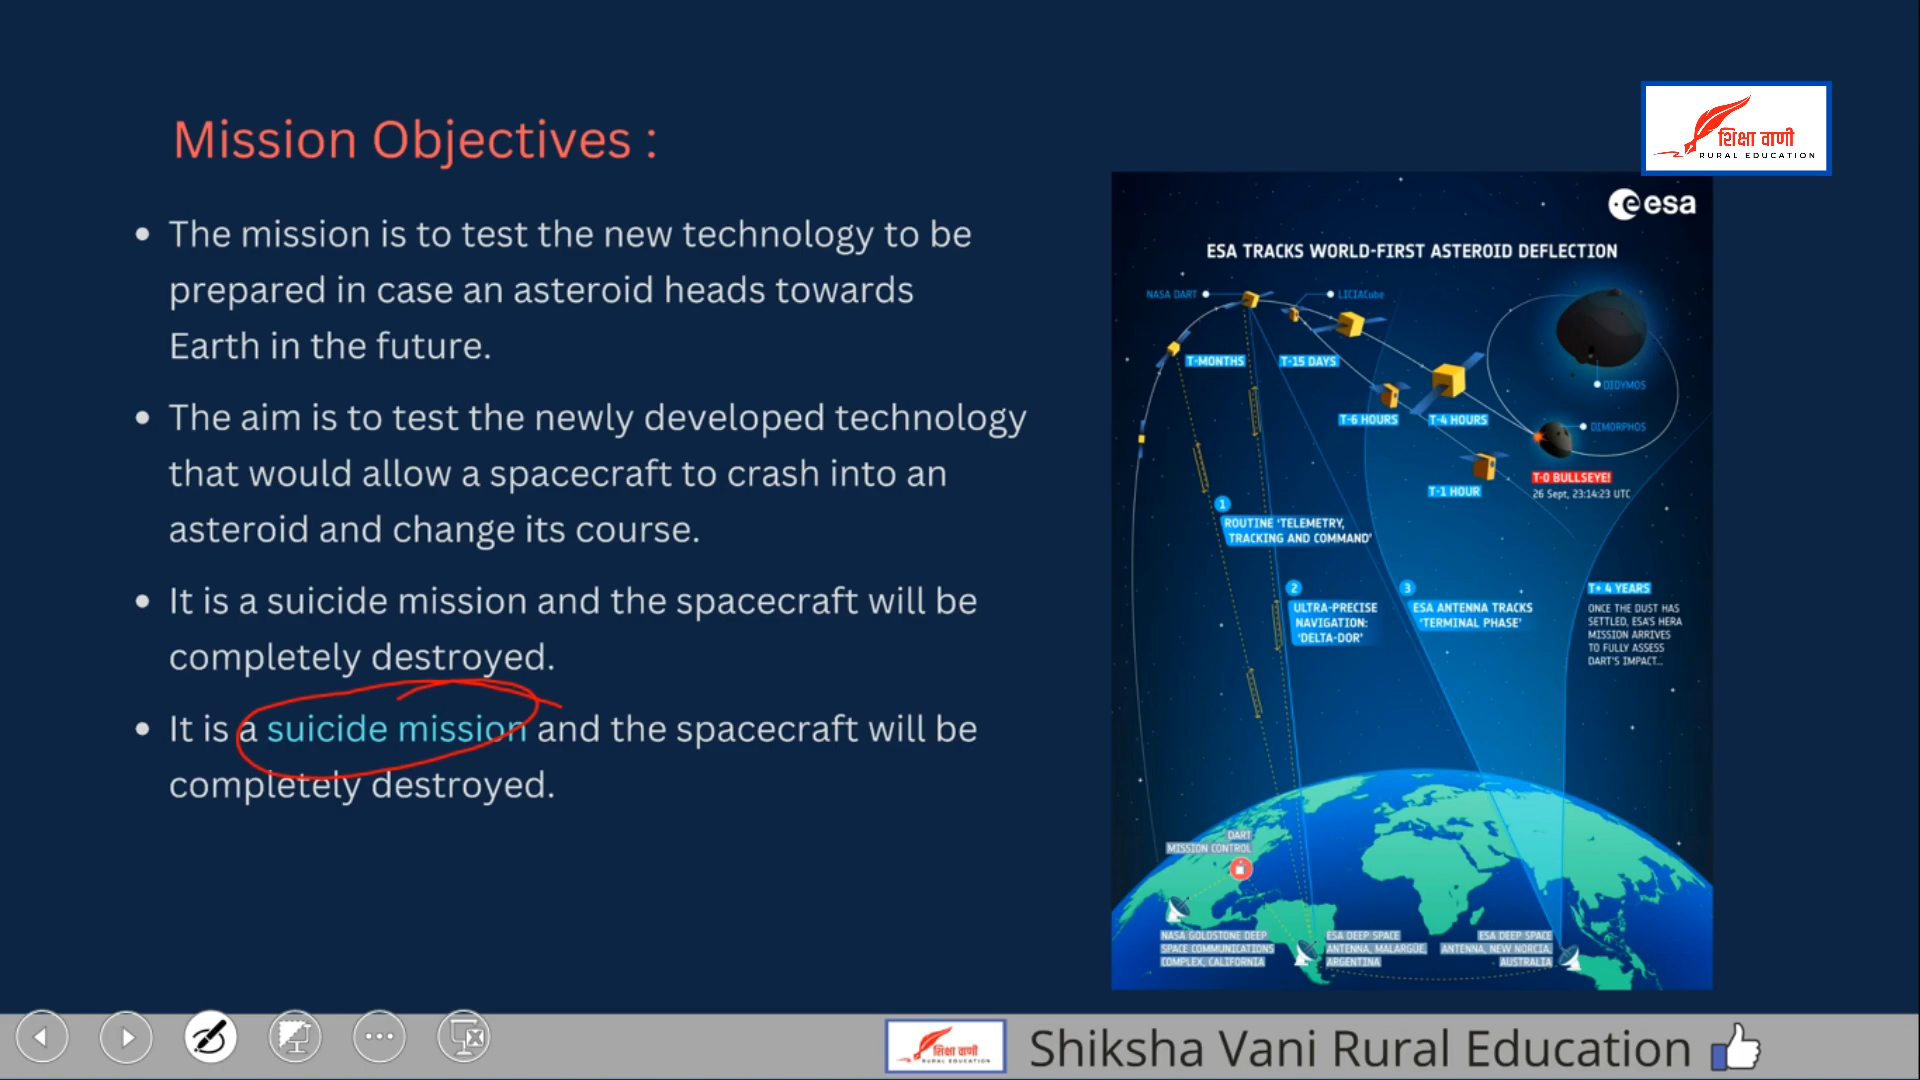 Mission Objectives :
शिक्षा वाणी
RURAL EDUCATION
• The mission is to test the new technology to be
prepared in case an asteroid heads towards
Earth in the future.
• The aim is to test the newly developed technology
that would allow a spacecraft to crash into an
asteroid and change its course.
• It is a suicide mission and the spacecraft will be
completely destroyed.
• It is a suicide mission and the spacecraft will be
completely destroyed.
esa
ESA TRACKS WORLD-FIRST ASTEROID DEFLECTION
NASA DART
LICIACube
T-MONTHS
T-15 DAYS
DIDYMOS
T-6 HOURS
T-4 HOURS
DIMORPHOS
T-0 BULLSEYE!
26 Sept, 23:14:23 UTC
T-1 HOUR
1
ROUTINE 'TELEMETRY,
TRACKING AND COMMAND'
2
ULTRA-PRECISE
NAVIGATION:
'DELTA-DOR'
3
ESA ANTENNA TRACKS
'TERMINAL PHASE'
T+ 4 YEARS
ONCE THE DUST HAS
SETTLED, ESA'S HERA
MISSION ARRIVES
TO FULLY ASSESS
DART'S IMPACT...
DART
MISSION CONTROL
NASA GOLDSTONE DEEP
SPACE COMMUNICATIONS
COMPLEX, CALIFORNIA
ESA DEEP SPACE
ANTENNA, MALARGÜE,
ARGENTINA
ESA DEEP SPACE
ANTENNA, NEW NORCIA,
AUSTRALIA
शिक्षा वाणी
RURAL EDUCATION
Shiksha Vani Rural Education